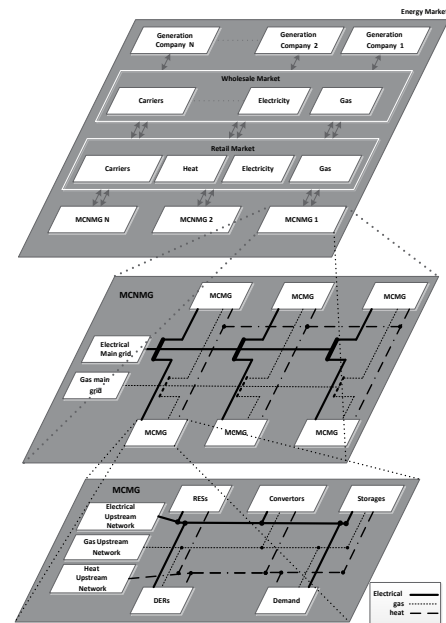 Energy Market
Generation
Company N
Generation
Company 2
Generation
Company 1
Wholesale Market
Carriers
Electricity
Gas
Retail Market
Carriers
Heat
Electricity
Gas
MCNMG N
MCNMG 2
MCNMG 1
MCNMG
MCMG
MCMG
MCMG
Electrical
Main grid,
Gas main
grid
MCMG
MCMG
MCMG
MCMG
RESs
Convertors
Storages
Electrical
Upstream
Network
Gas Upstream
Network
Heat
Upstream
Network
DERs
Demand
Electrical
gas
heat